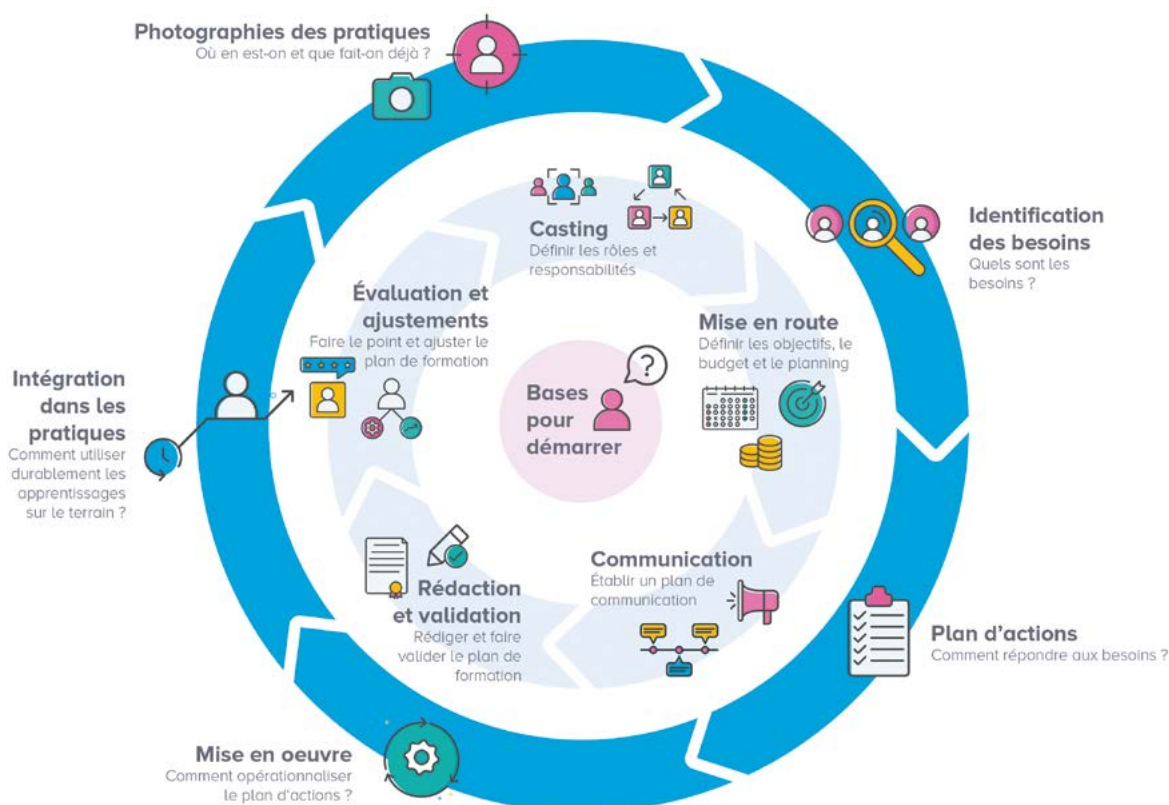 Photographies des pratiques
Où en est-on et que fait-on déjà ?
Identification
des besoins
Quels sont les
besoins ?
Plan d'actions
Comment répondre aux besoins ?
Mise en oeuvre
Comment opérationnaliser
le plan d'actions ?
Intégration
dans les
pratiques
Comment utiliser
durablement les
apprentissages
sur le terrain ?
Casting
Définir les rôles et
responsabilités
Mise en route
Définir les objectifs, le
budget et le planning
Communication
Établir un plan de
communication
Rédaction
et validation
Rédiger et faire
valider le plan de
formation
Évaluation et
ajustements
Faire le point et ajuster le
plan de formation
Bases
pour
démarrer
?